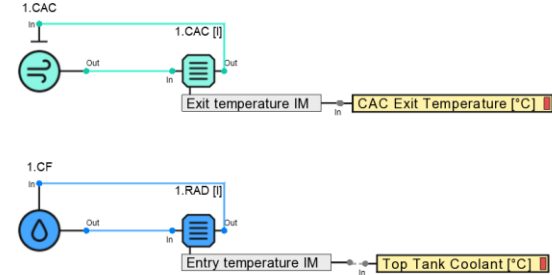 1.CAC
In
1.CAC [I]
Out
Out
In
Exit temperature IM
In
CAC Exit Temperature [°C]
1.CF
In
1.RAD [I]
Out
Out
In
Entry temperature IM
In
Top Tank Coolant [°C]